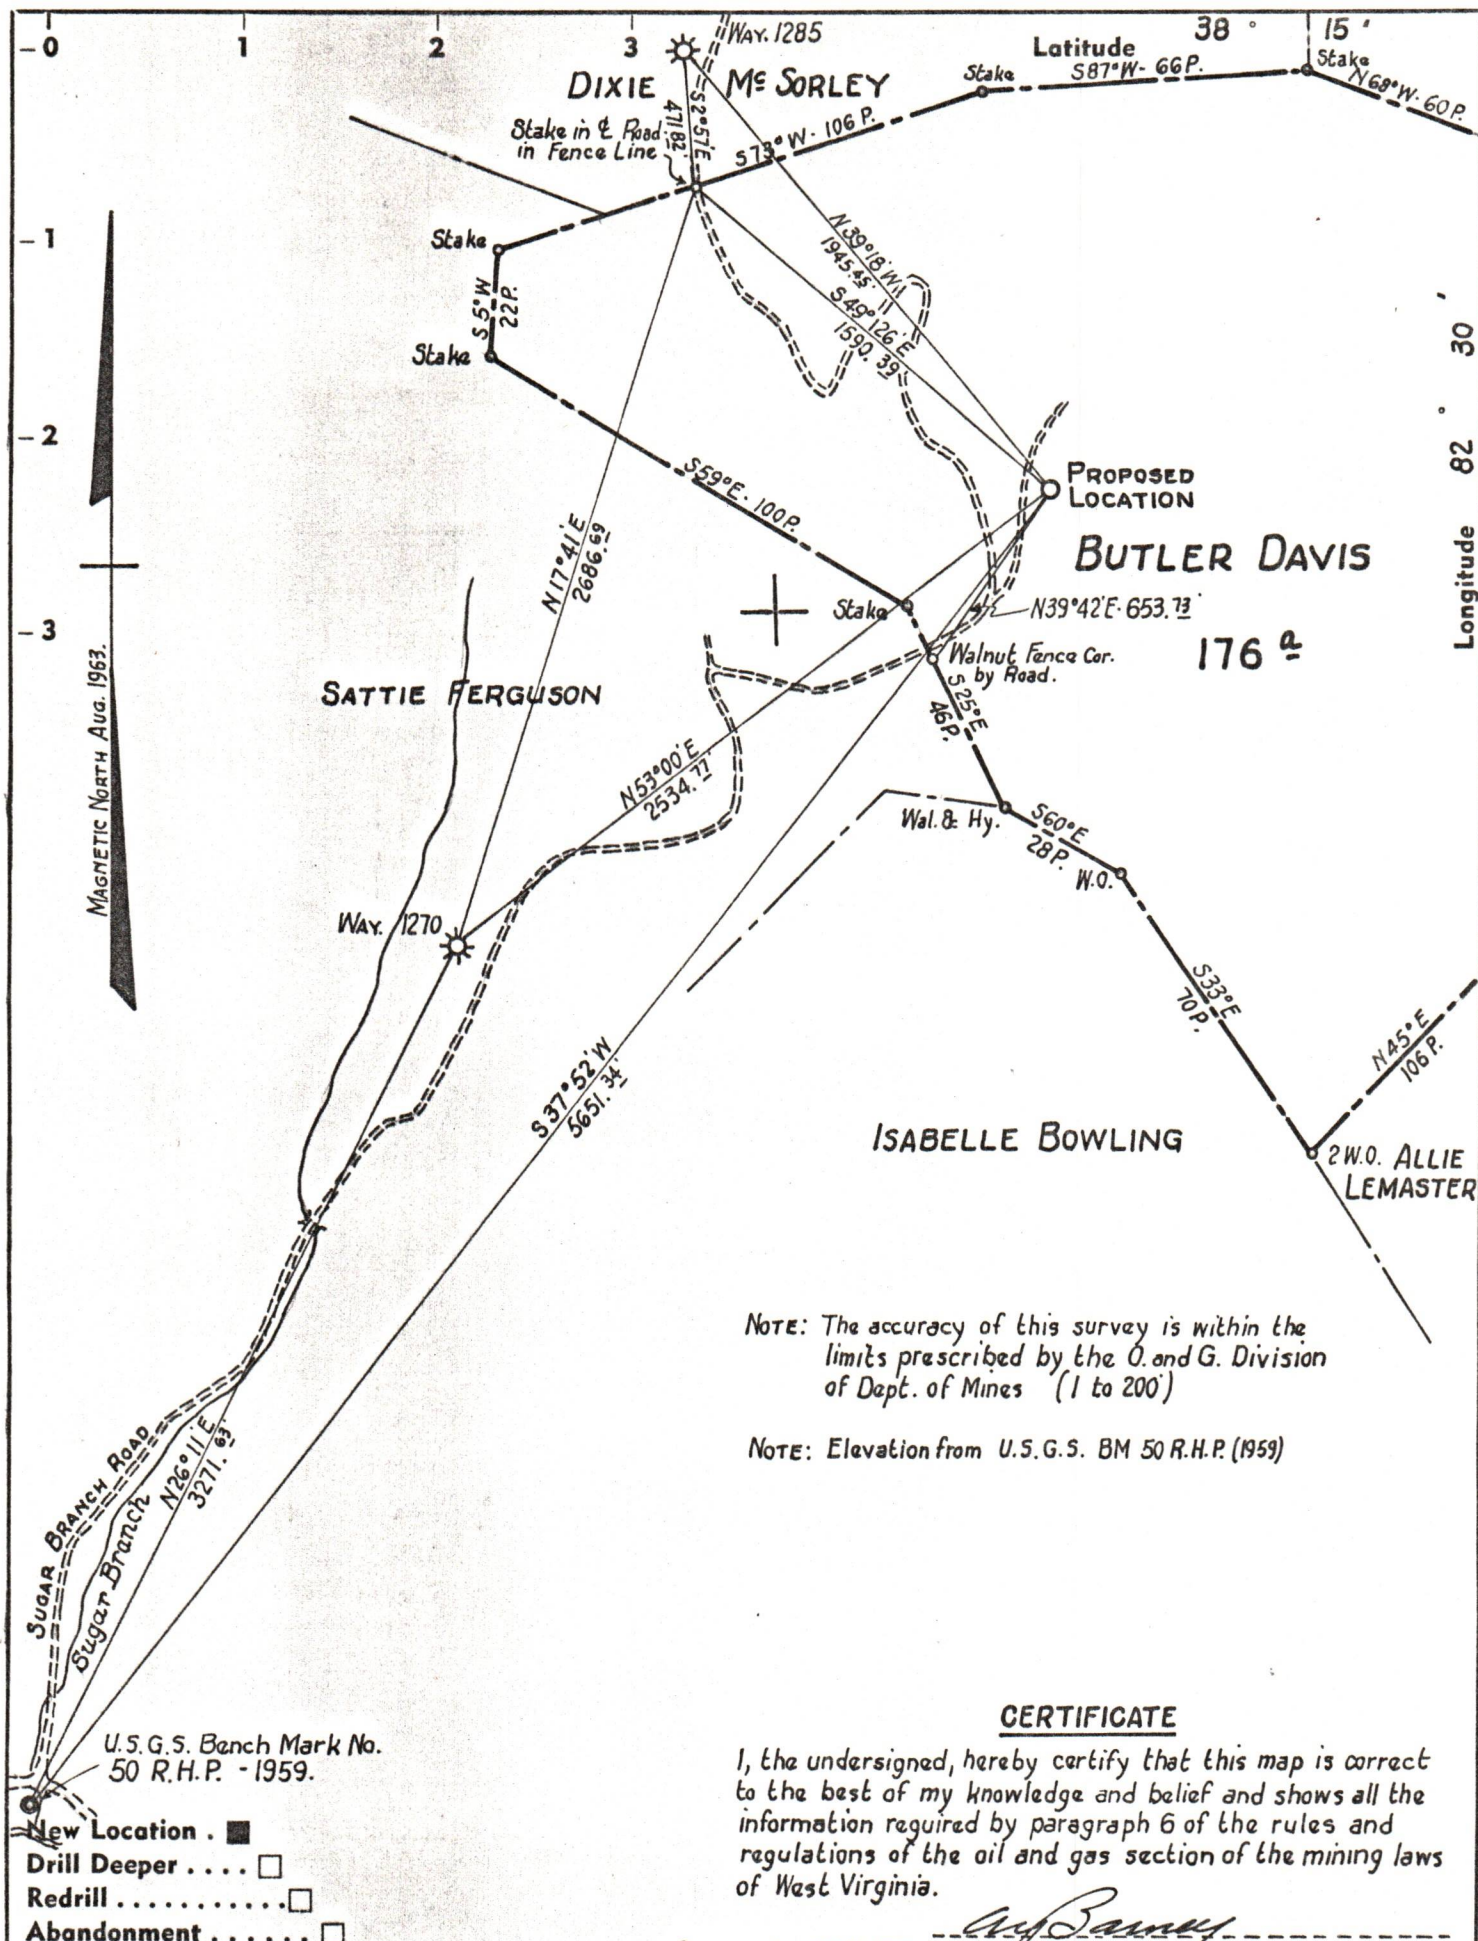 0 1 2 3
WAY. 1285
38 ° 15 '
Latitude
DIXIE McSORLEY
Stake
S87°W - 66P.
Stake
N68°W. 60P.
S2°57'E
471.82'
Stake in ℄ Road
in Fence Line
S73°W - 106 P.
1
Stake
S5°W
22P.
Stake
N39°18'W
1945.45'
S49°126'E
1590.39
Longitude 82 ° 30 '
2
S59°E - 100P.
PROPOSED
LOCATION
BUTLER DAVIS
176 a
N17°41'E
2686.69
3
Stake
N39°42'E - 653.73
Walnut Fence Cor.
by Road.
S25°E
46P.
MAGNETIC NORTH AUG. 1963.
SATTIE FERGUSON
N53°00'E
2534.77'
Wal. & Hy.
S60°E
28P.
W.O.
WAY. 1270
S33°E
70P.
N45°E
106P.
S37°52'W
5651.34'
ISABELLE BOWLING
2W.O. ALLIE
LEMASTER
NOTE: The accuracy of this survey is within the
limits prescribed by the O. and G. Division
of Dept. of Mines (1 to 200')
NOTE: Elevation from U.S.G.S. BM 50 R.H.P. (1959)
SUGAR BRANCH ROAD
Sugar Branch
N26°11'E
3271.63'
U.S.G.S. Bench Mark No.
50 R.H.P. - 1959.
New Location .
Drill Deeper . . . .
Redrill . . . . . . . . . . . .
Abandonment . . . . . .
CERTIFICATE
I, the undersigned, hereby certify that this map is correct
to the best of my knowledge and belief and shows all the
information required by paragraph 6 of the rules and
regulations of the oil and gas section of the mining laws
of West Virginia.